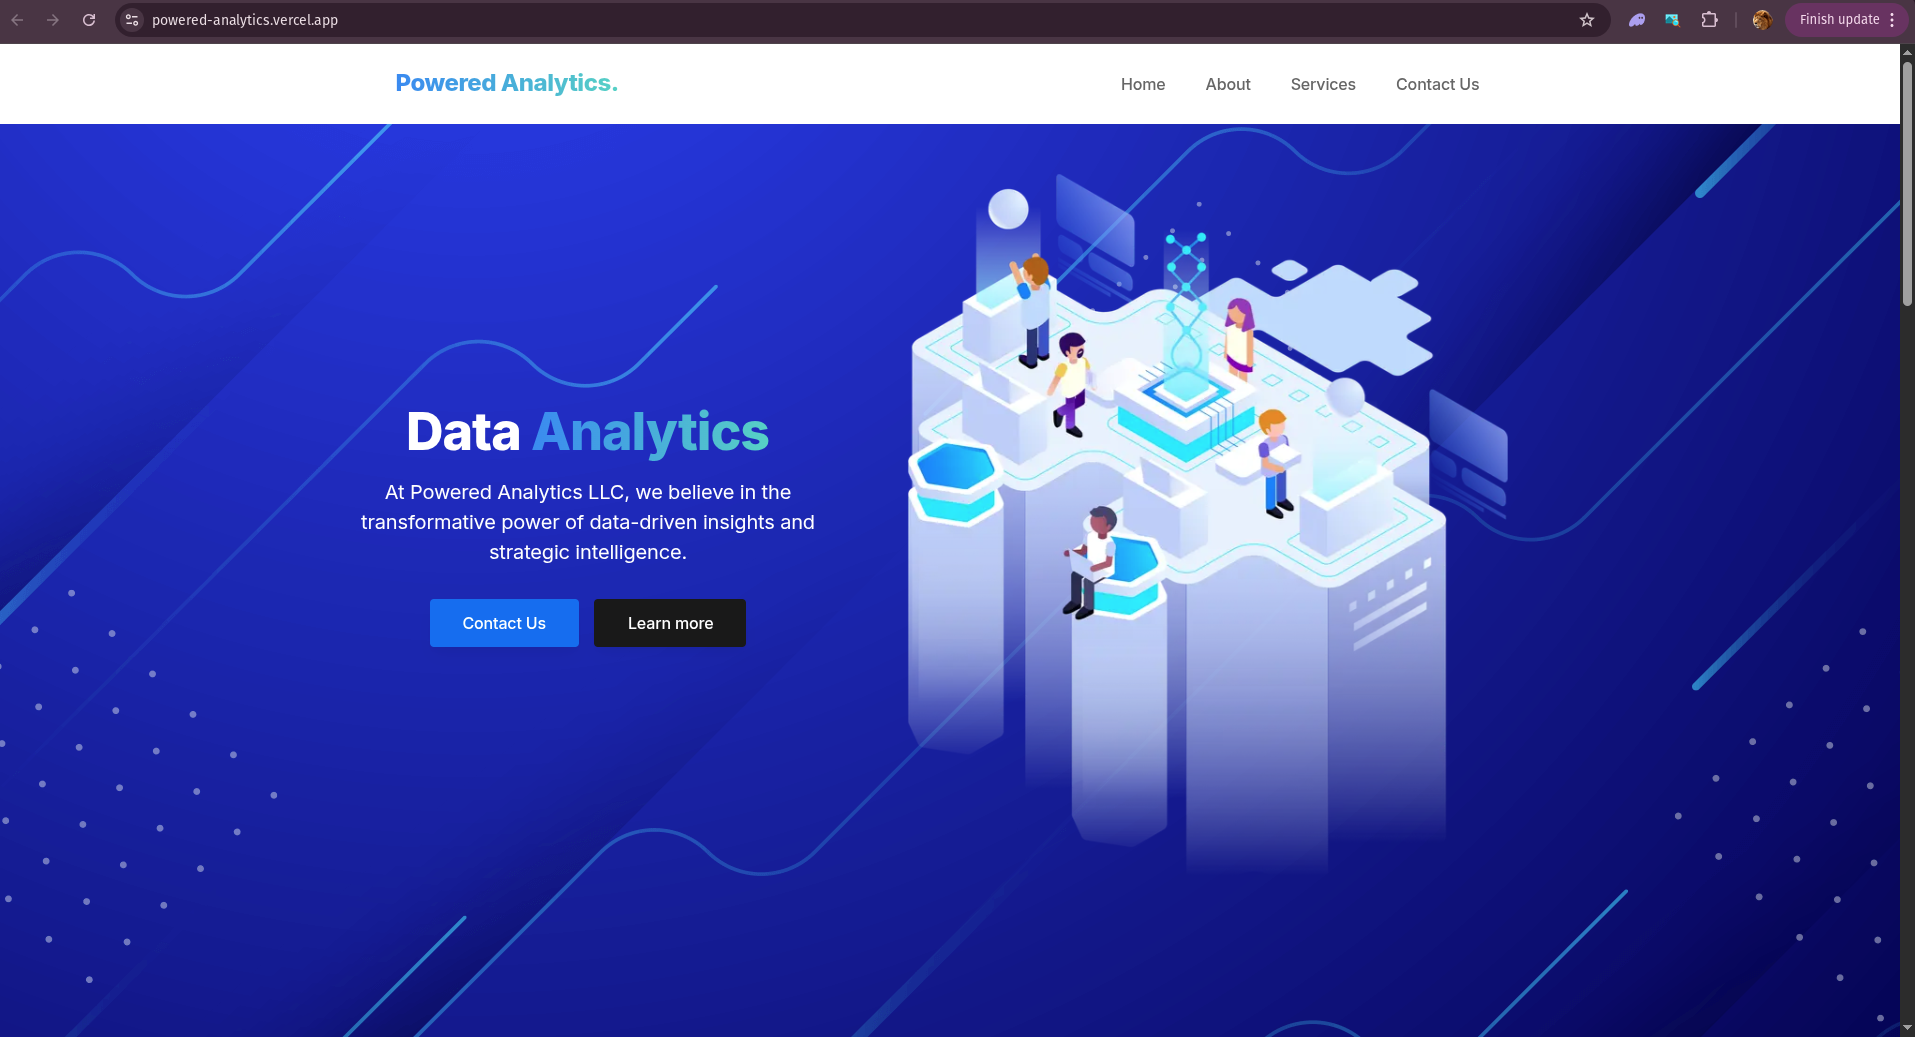 powered-analytics.vercel.app
Finish update
Powered Analytics.
Home
About
Services
Contact Us
Data Analytics
At Powered Analytics LLC, we believe in the
transformative power of data-driven insights and
strategic intelligence.
Contact Us
Learn more